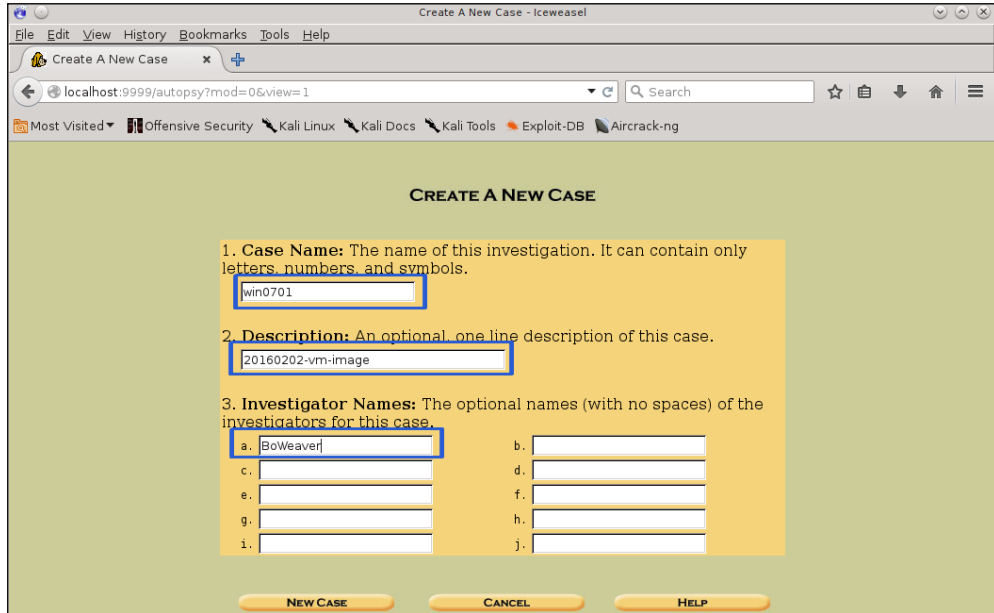 Create A New Case - Iceweasel
File Edit View History Bookmarks Tools Help
Create A New Case
localhost:9999/autopsy?mod=0&view=1
Search
Most Visited Offensive Security Kali Linux Kali Docs Kali Tools Exploit-DB Aircrack-ng
CREATE A NEW CASE
1. Case Name: The name of this investigation. It can contain only
letters, numbers, and symbols.
win0701
2. Description: An optional, one line description of this case.
20160202-vm-image
3. Investigator Names: The optional names (with no spaces) of the
investigators for this case.
a. BoWeaver b.
c. d.
e. f.
g. h.
i. j.
NEW CASE CANCEL HELP